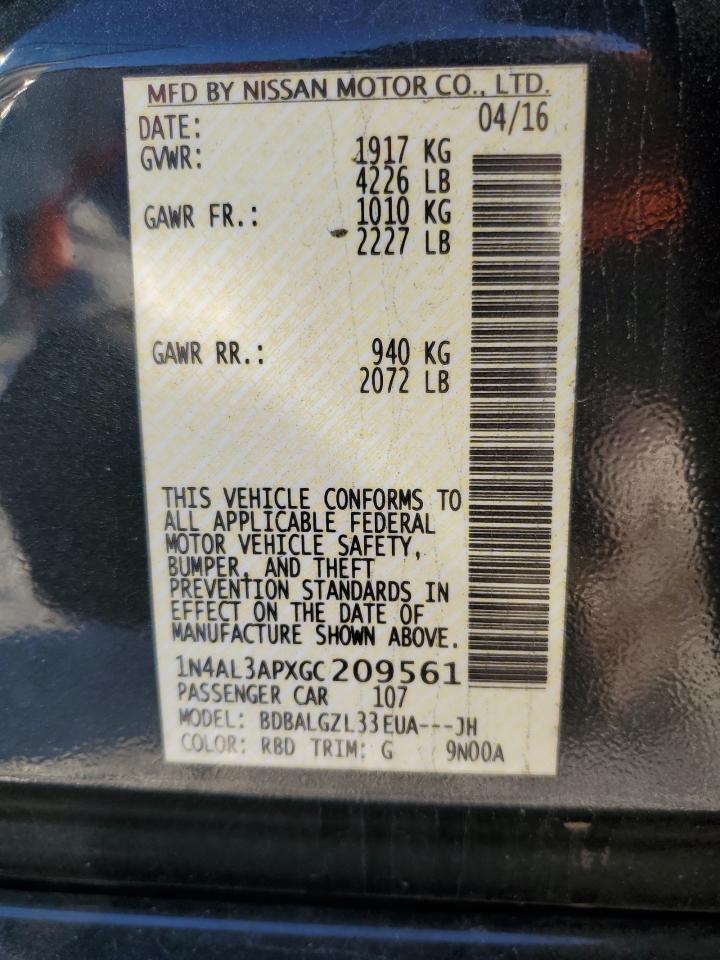 MFD BY NISSAN MOTOR CO., LTD.
DATE: 04/16
GVWR: 1917 KG
4226 LB
GAWR FR.: 1010 KG
2227 LB
GAWR RR.: 940 KG
2072 LB
THIS VEHICLE CONFORMS TO
ALL APPLICABLE FEDERAL
MOTOR VEHICLE SAFETY,
BUMPER, AND THEFT
PREVENTION STANDARDS IN
EFFECT ON THE DATE OF
MANUFACTURE SHOWN ABOVE.
1N4AL3APXGC209561
PASSENGER CAR 107
MODEL: BDBALGZL33EUA---JH
COLOR: RBD TRIM: G 9N00A